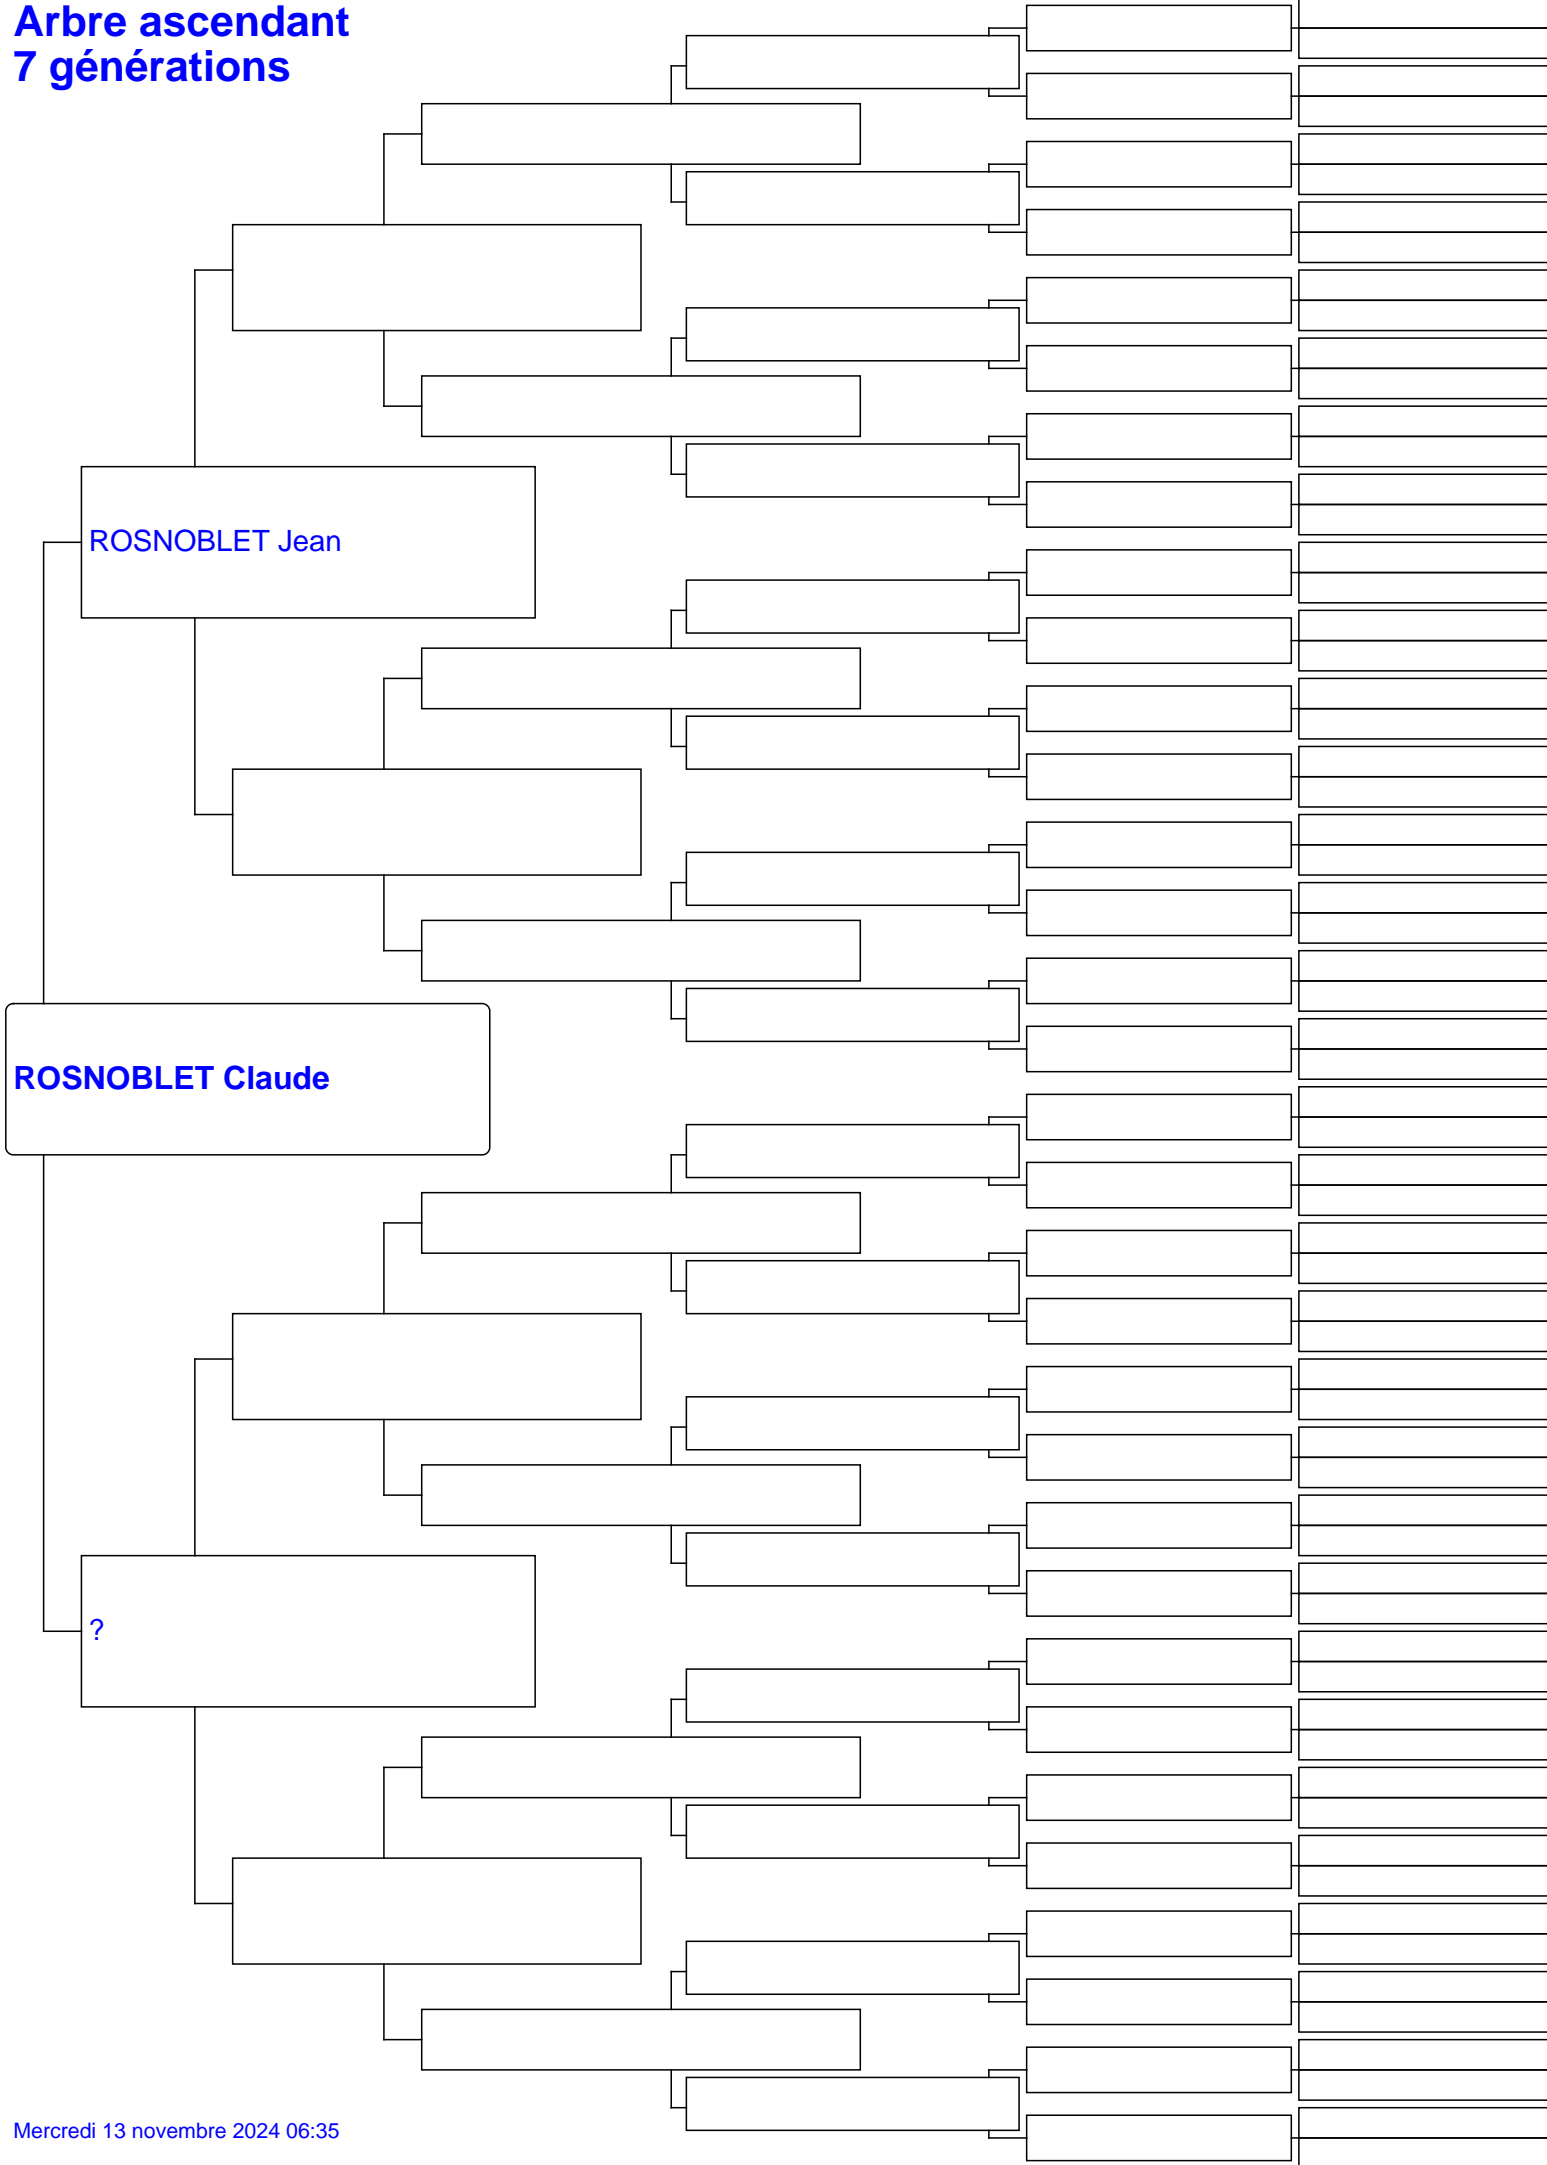 Arbre ascendant
7 générations
ROSNOBLET Jean
ROSNOBLET Claude
?
Mercredi 13 novembre 2024 06:35